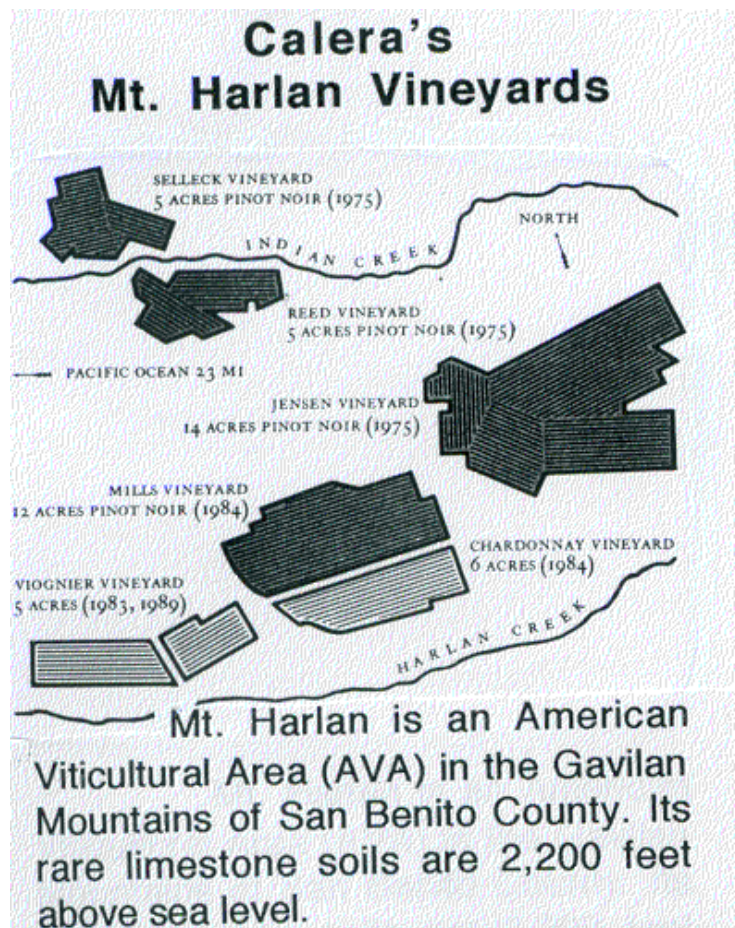 Calera's
Mt. Harlan Vineyards
SELLECK VINEYARD
5 ACRES PINOT NOIR (1975)
NORTH
INDIAN CREEK
REED VINEYARD
5 ACRES PINOT NOIR (1975)
PACIFIC OCEAN 23 MI
JENSEN VINEYARD
14 ACRES PINOT NOIR (1975)
MILLS VINEYARD
12 ACRES PINOT NOIR (1984)
CHARDONNAY VINEYARD
6 ACRES (1984)
VIOGNIER VINEYARD
5 ACRES (1983, 1989)
HARLAN CREEK
Mt. Harlan is an American
Viticultural Area (AVA) in the Gavilan
Mountains of San Benito County. Its
rare limestone soils are 2,200 feet
above sea level.